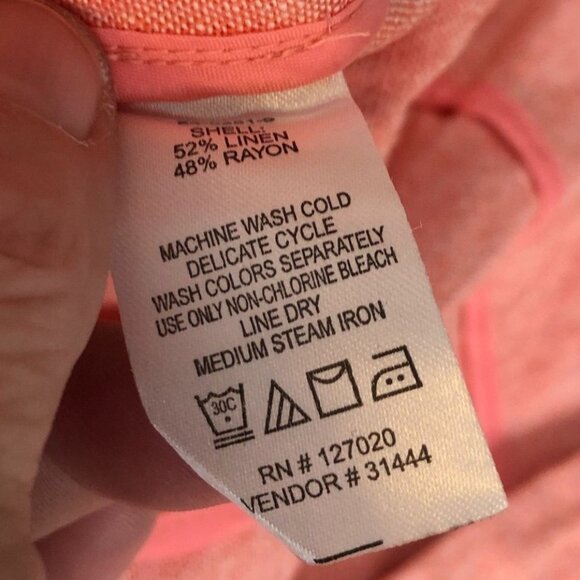 SHELL:
52% LINEN
48% RAYON
MACHINE WASH COLD
DELICATE CYCLE
WASH COLORS SEPARATELY
USE ONLY NON-CHLORINE BLEACH
LINE DRY
MEDIUM STEAM IRON
30C
RN # 127020
VENDOR # 31444